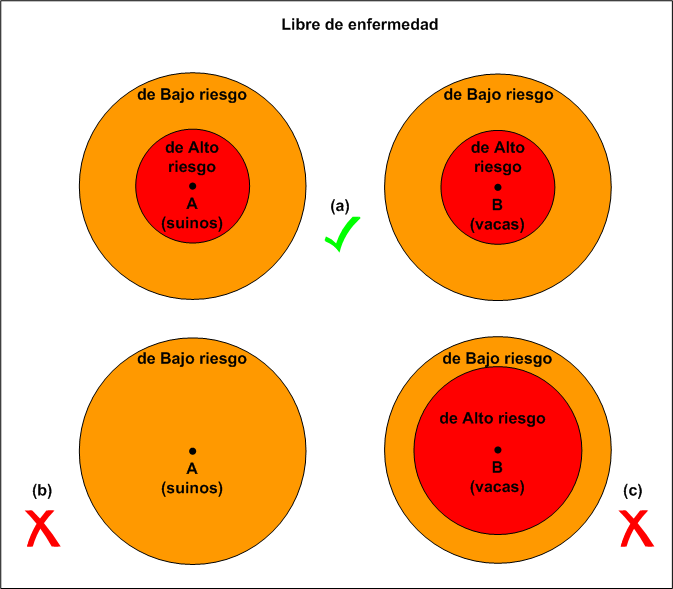 Libre de enfermedad
de Bajo riesgo
de Alto
riesgo
A
(suinos)
(a)
de Bajo riesgo
de Alto
riesgo
B
(vacas)
de Bajo riesgo
A
(suinos)
(b)
de Bajo riesgo
de Alto riesgo
B
(vacas)
(c)